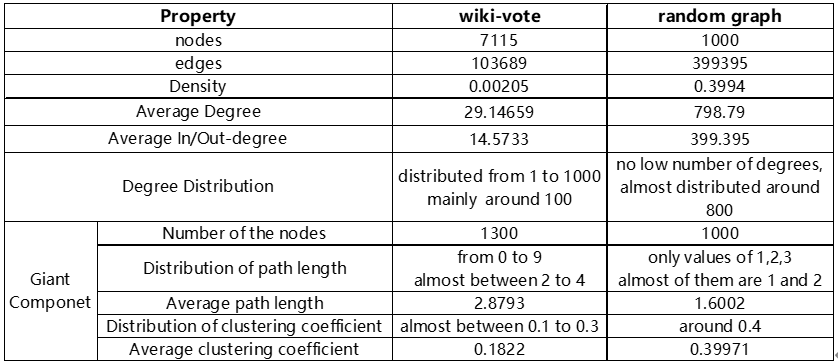 Property wiki-vote random graph
nodes 7115 1000
edges 103689 399395
Density 0.00205 0.3994
Average Degree 29.14659 798.79
Average In/Out-degree 14.5733 399.395
Degree Distribution
distributed from 1 to 1000
mainly around 100
no low number of degrees,
almost distributed around
800
Giant
Componet
Number of the nodes 1300 1000
Distribution of path length
from 0 to 9
almost between 2 to 4
only values of 1,2,3
almost of them are 1 and 2
Average path length 2.8793 1.6002
Distribution of clustering coefficient almost between 0.1 to 0.3 around 0.4
Average clustering coefficient 0.1822 0.39971